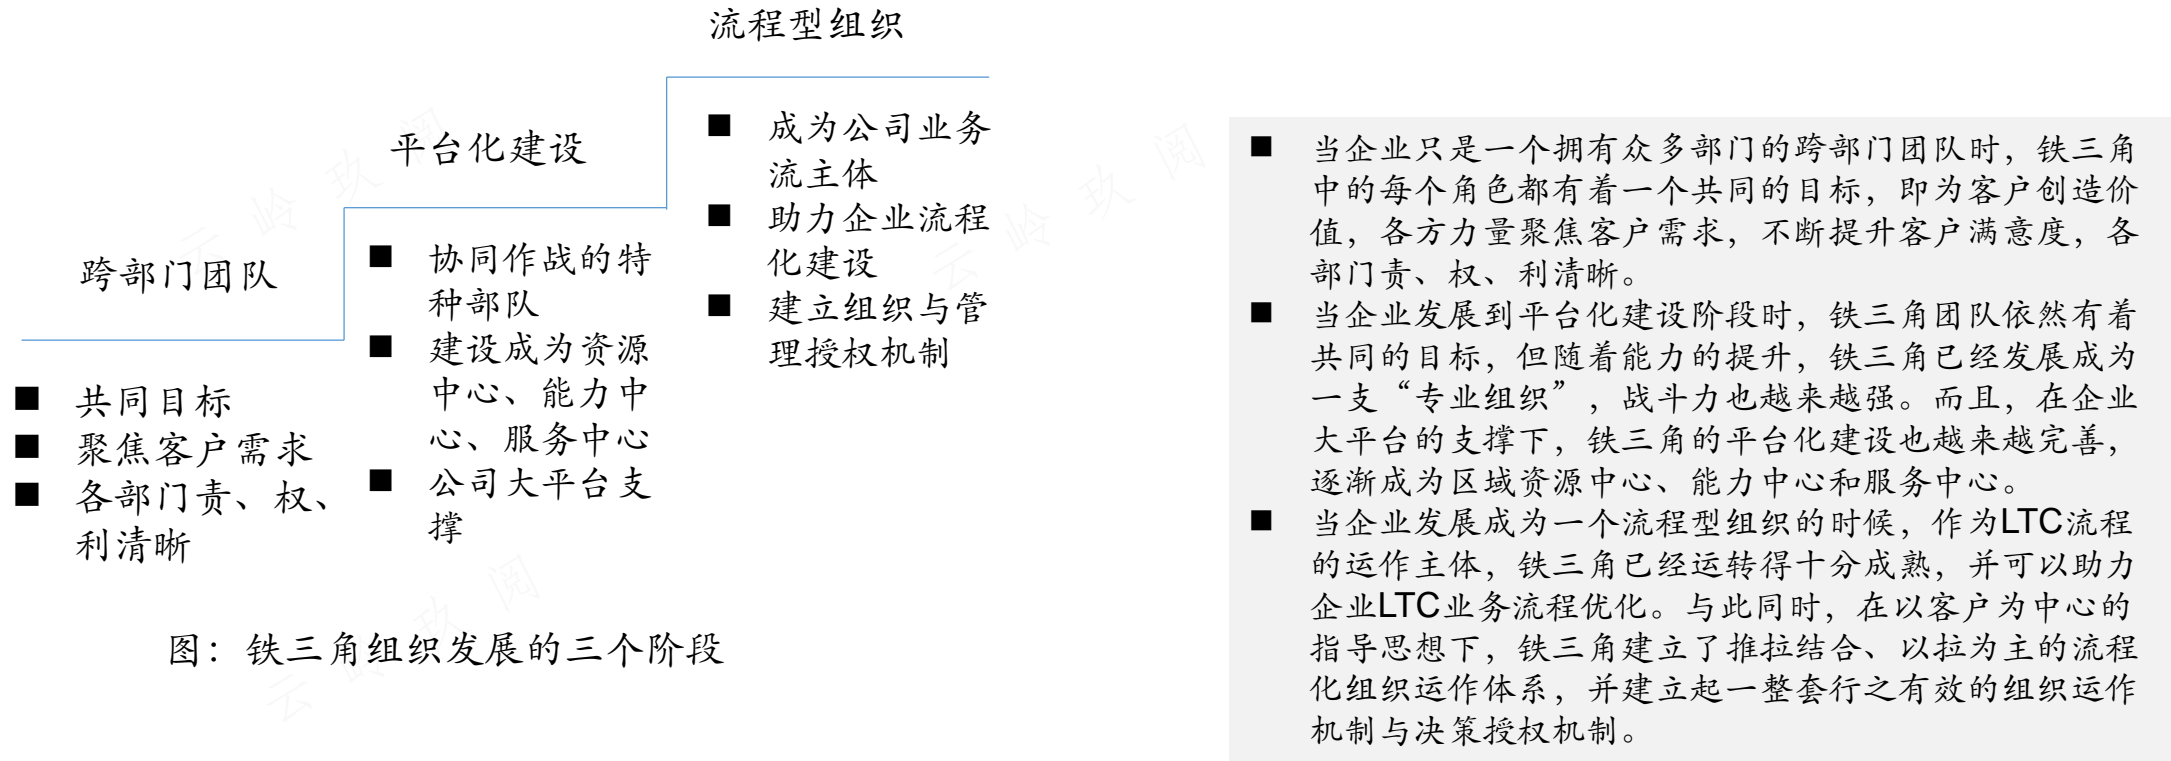 流程型组织
平台化建设
跨部门团队
■ 共同目标
■ 聚焦客户需求
■ 各部门责、权、
利清晰
■ 协同作战的特
种部队
■ 建设成为资源
中心、能力中
心、服务中心
■ 公司大平台支
撑
■ 成为公司业务
流主体
■ 助力企业流程
化建设
■ 建立组织与管
理授权机制
图：铁三角组织发展的三个阶段
■ 当企业只是一个拥有众多部门的跨部门团队时，铁三角
中的每个角色都有着一个共同的目标，即为客户创造价
值，各方力量聚焦客户需求，不断提升客户满意度，各
部门责、权、利清晰。
■ 当企业发展到平台化建设阶段时，铁三角团队依然有着
共同的目标，但随着能力的提升，铁三角已经发展成为
一支“专业组织”，战斗力也越来越强。而且，在企业
大平台的支撑下，铁三角的平台化建设也越来越完善，
逐渐成为区域资源中心、能力中心和服务中心。
■ 当企业发展成为一个流程型组织的时候，作为LTC流程
的运作主体，铁三角已经运转得十分成熟，并可以助力
企业LTC业务流程优化。与此同时，在以客户为中心的
指导思想下，铁三角建立了推拉结合、以拉为主的流程
化组织运作体系，并建立起一整套行之有效的组织运作
机制与决策授权机制。
云岭玖阅
云岭玖阅
云岭玖阅